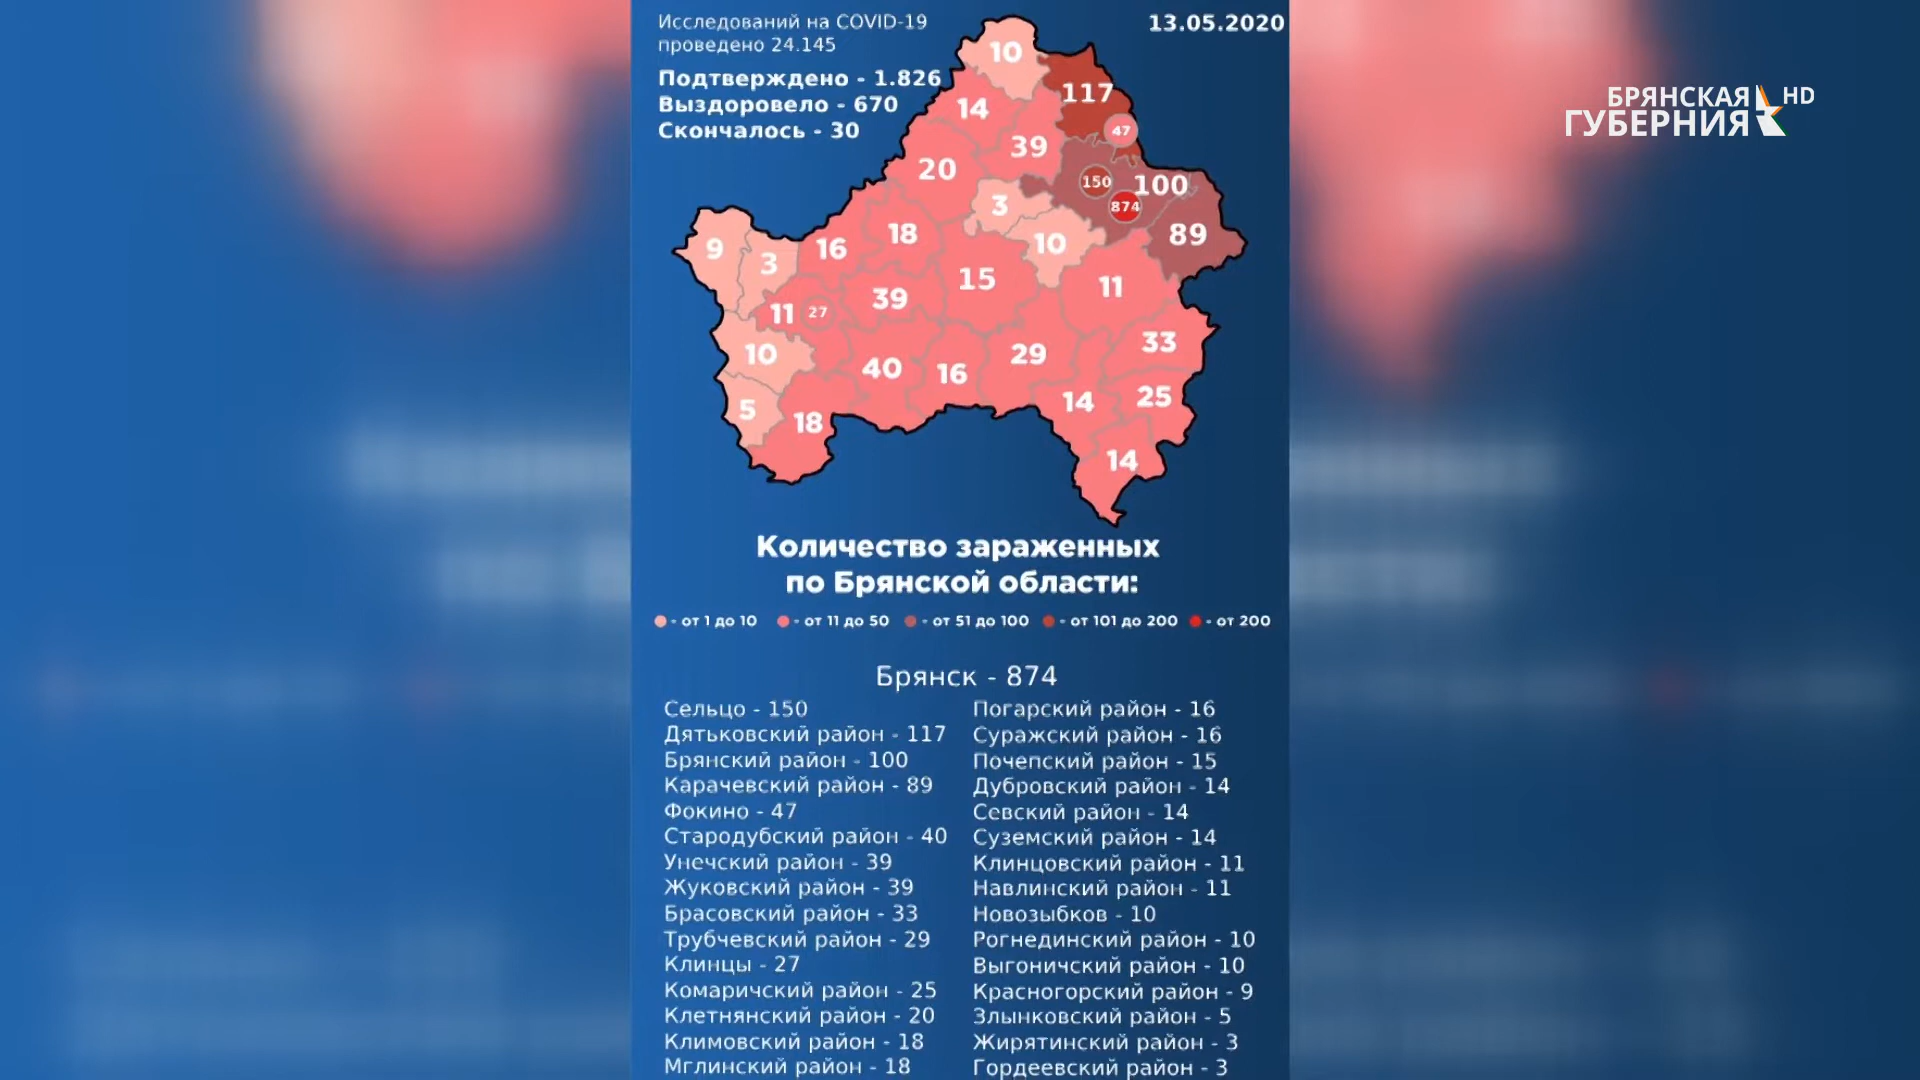 Исследований на COVID-19
проведено 24.145
13.05.2020
Подтверждено - 1.826
Выздоровело - 670
Скончалось - 30
БРЯНСКАЯ HD
ГУБЕРНИЯ
10
117
14
47
39
20
150
100
3
874
18
89
9
16
10
3
15
11
39
11
27
33
10
29
40
16
25
14
5
18
14
Количество зараженных
по Брянской области:
- от 1 до 10 - от 11 до 50 - от 51 до 100 - от 101 до 200 - от 200
Брянск - 874
Сельцо - 150
Дятьковский район - 117
Брянский район - 100
Карачевский район - 89
Фокино - 47
Стародубский район - 40
Унечский район - 39
Жуковский район - 39
Брасовский район - 33
Трубчевский район - 29
Клинцы - 27
Комаричский район - 25
Клетнянский район - 20
Климовский район - 18
Мглинский район - 18
Погарский район - 16
Суражский район - 16
Почепский район - 15
Дубровский район - 14
Севский район - 14
Суземский район - 14
Клинцовский район - 11
Навлинский район - 11
Новозыбков - 10
Рогнединский район - 10
Выгоничский район - 10
Красногорский район - 9
Злынковский район - 5
Жирятинский район - 3
Гордеевский район - 3